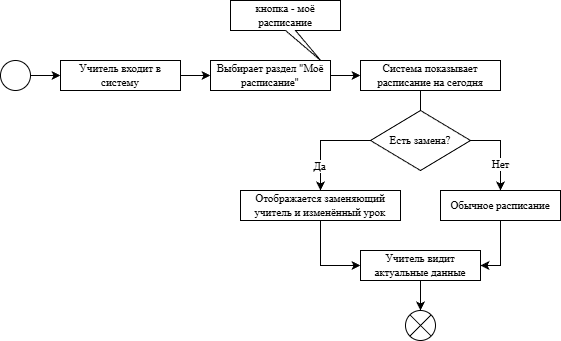 кнопка - моё
расписание
Учитель входит в
систему
Выбирает раздел "Моё
расписание"
Система показывает
расписание на сегодня
Есть замена?
Да
Нет
Отображается заменяющий
учитель и изменённый урок
Обычное расписание
Учитель видит
актуальные данные